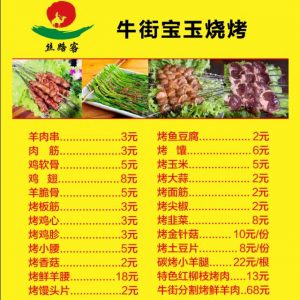 丝路客
牛街宝玉烧烤
羊肉串............3元
肉筋............3元
鸡软骨............5元
鸡翅............8元
羊脆骨............5元
烤板筋............3元
烤鸡心............3元
烤鸡胗............3元
烤小腰............5元
烤香菇............2元
烤鲜羊腰......18元
烤馒头片......2元
烤鱼豆腐............2元
烤馕............6元
烤玉米............5元
烤大蒜............2元
烤面筋............2元
烤尖椒............2元
烤韭菜............8元
烤金针菇......10元/份
烤土豆片......8元/份
碳烤小羊腿......22元/根
特色红柳枝烤肉....13元
牛街分割烤鲜羊肉..68元